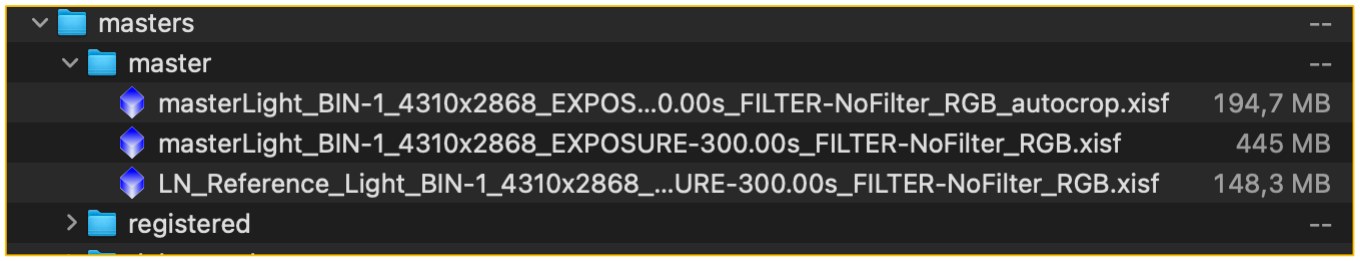 masters --
master --
masterLight_BIN-1_4310x2868_EXPOS...0.00s_FILTER-NoFilter_RGB_autocrop.xisf 194,7 MB
masterLight_BIN-1_4310x2868_EXPOSURE-300.00s_FILTER-NoFilter_RGB.xisf 445 MB
LN_Reference_Light_BIN-1_4310x2868_...URE-300.00s_FILTER-NoFilter_RGB.xisf 148,3 MB
registered --